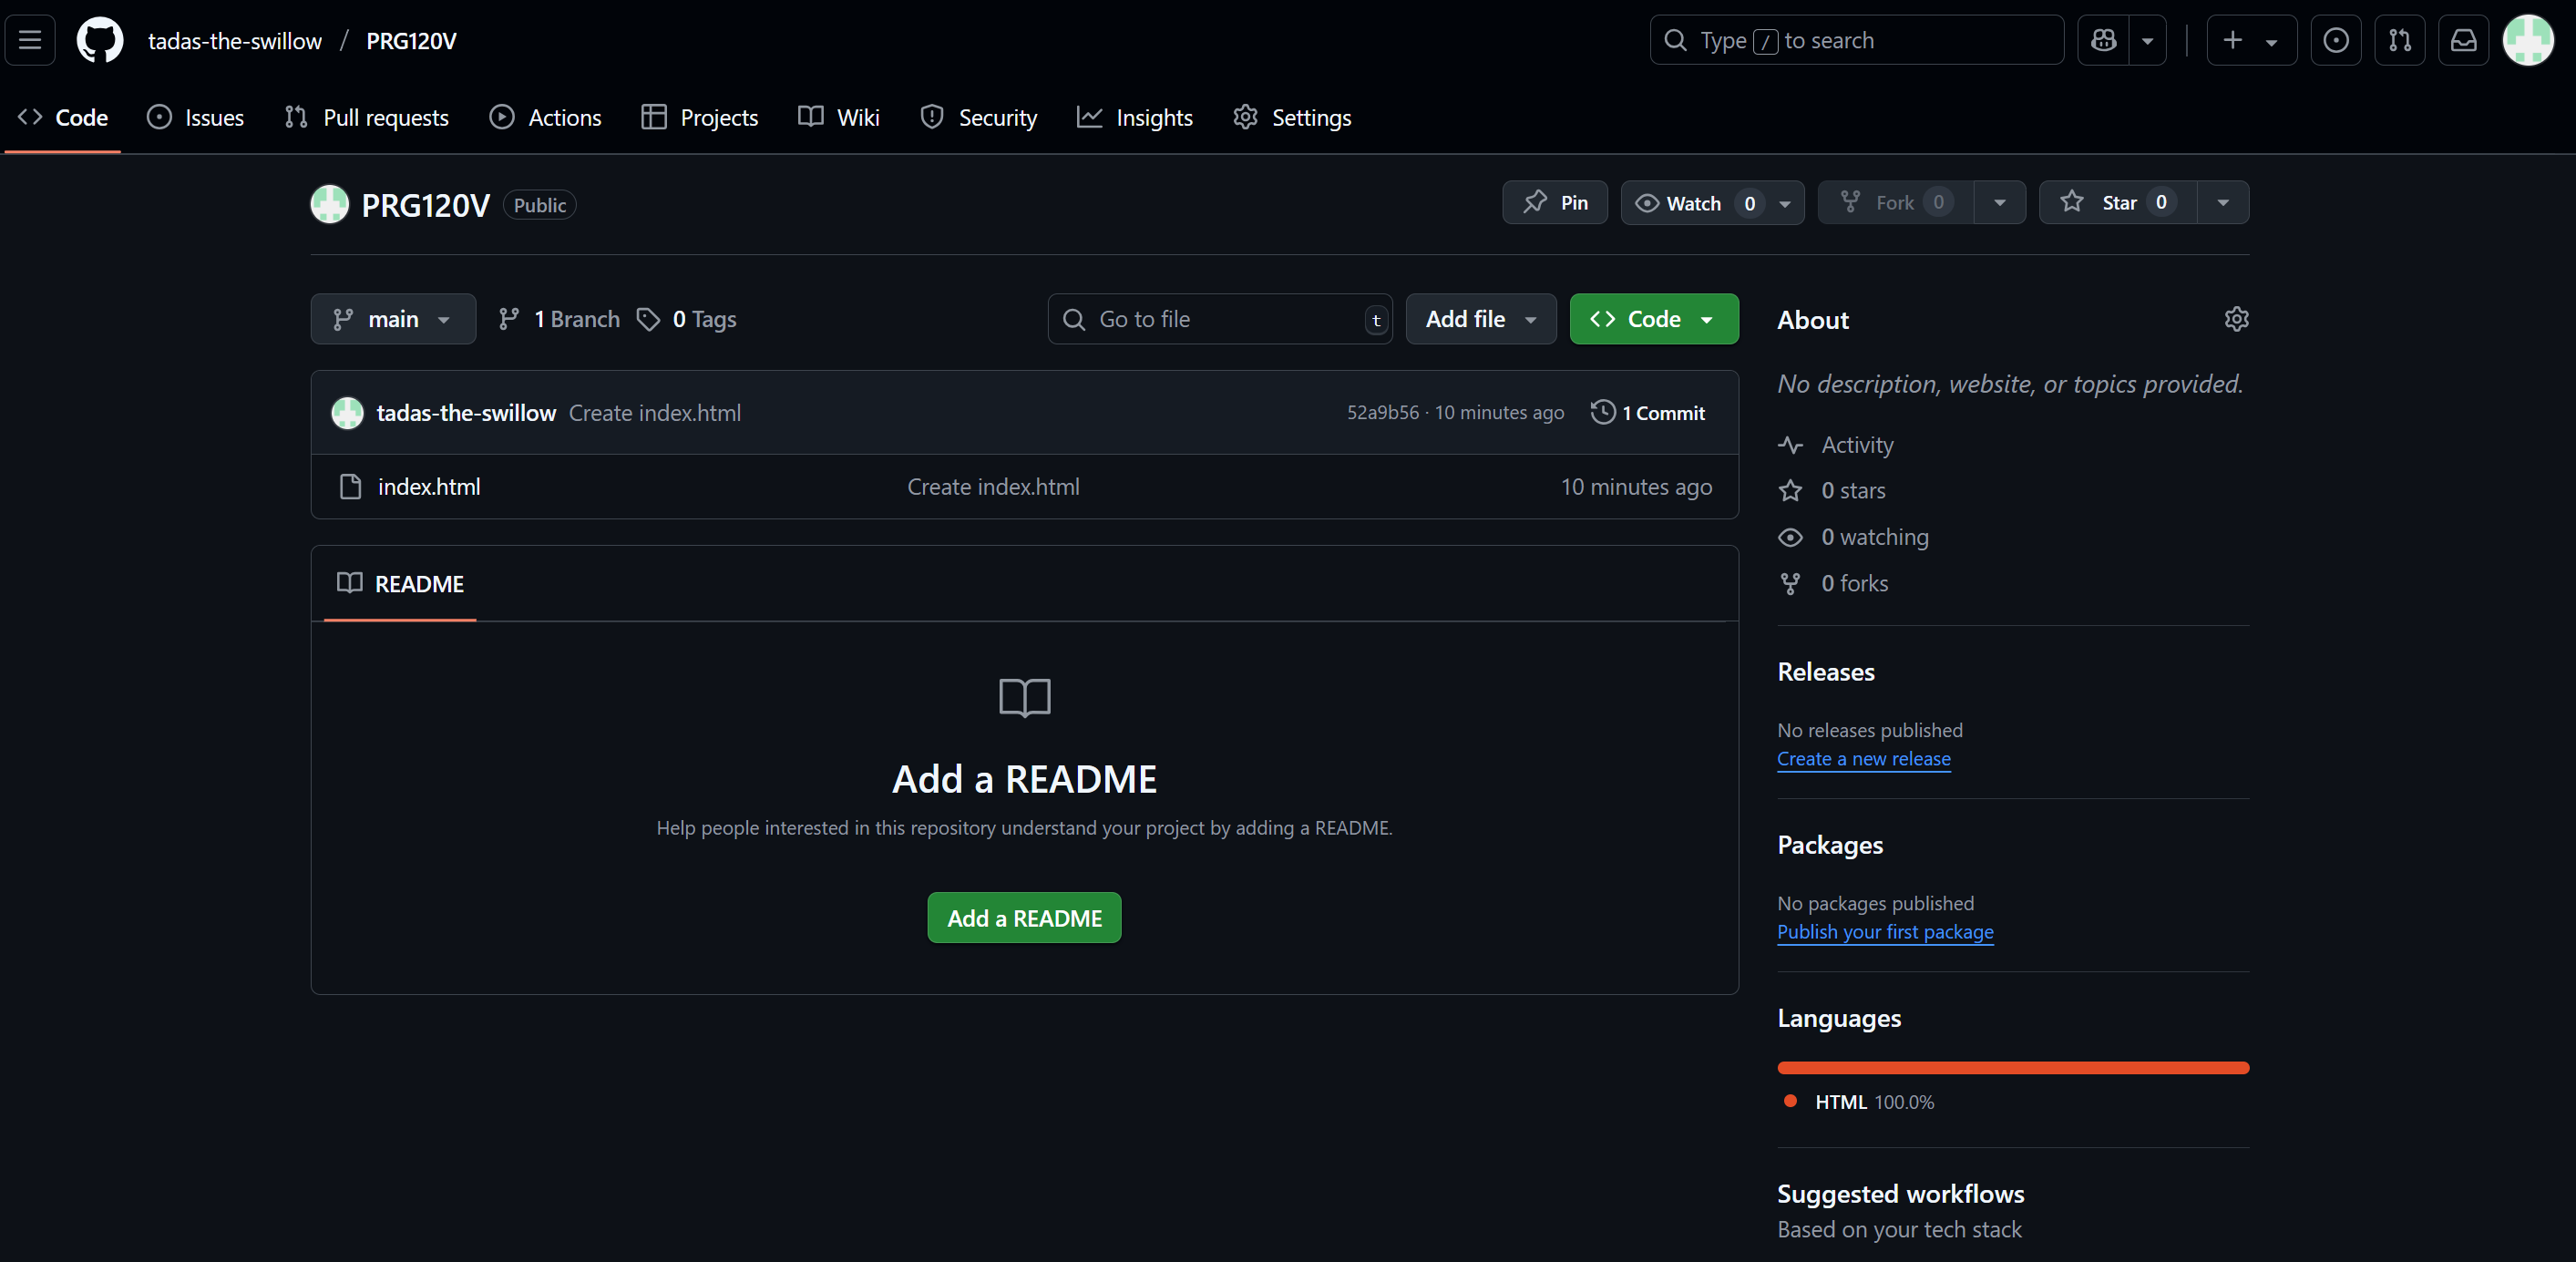 tadas-the-swillow / PRG120V
Type / to search
Code Issues Pull requests Actions Projects Wiki Security Insights Settings
PRG120V Public
Pin Watch 0 Fork 0 Star 0
main 1 Branch 0 Tags
Go to file t Add file Code
tadas-the-swillow Create index.html 52a9b56 · 10 minutes ago 1 Commit
index.html Create index.html 10 minutes ago
README
Add a README
Help people interested in this repository understand your project by adding a README.
Add a README
About
No description, website, or topics provided.
Activity
0 stars
0 watching
0 forks
Releases
No releases published
Create a new release
Packages
No packages published
Publish your first package
Languages
HTML 100.0%
Suggested workflows
Based on your tech stack